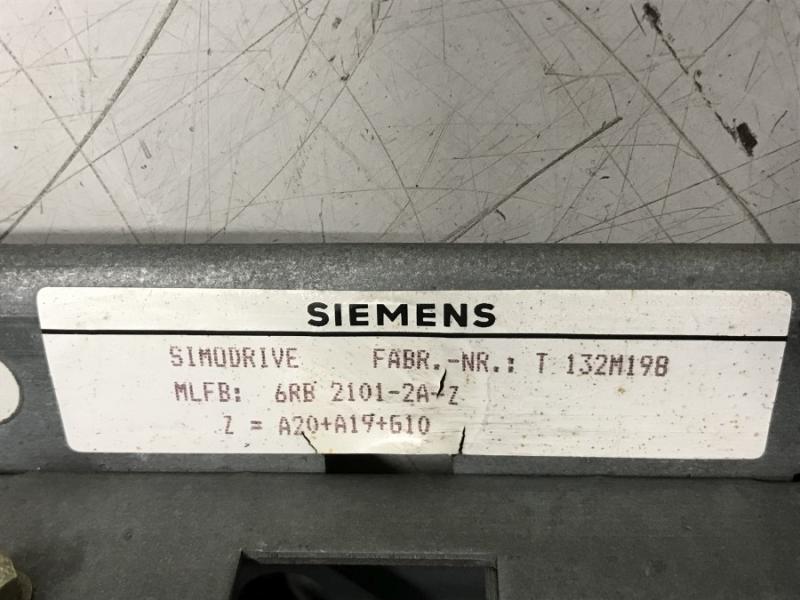 SIEMENS
SIMODRIVE FABR.-NR.: T 132M198
MLFB: 6RB 2101-2A-Z
Z = A20+A19+G10